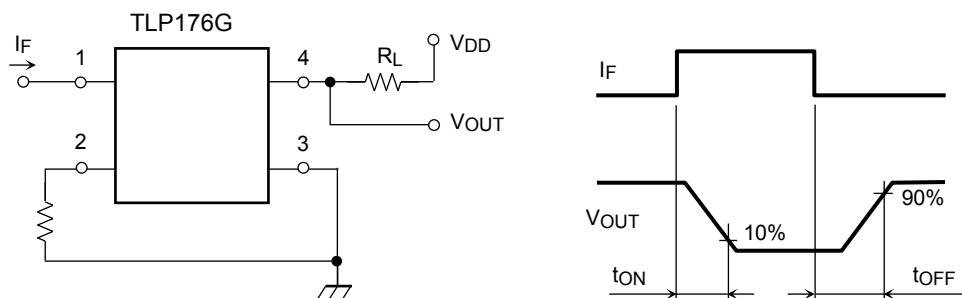 TLP176G
IF
1
4
RL
VDD
VOUT
2
3
IF
VOUT
10%
90%
tON
tOFF